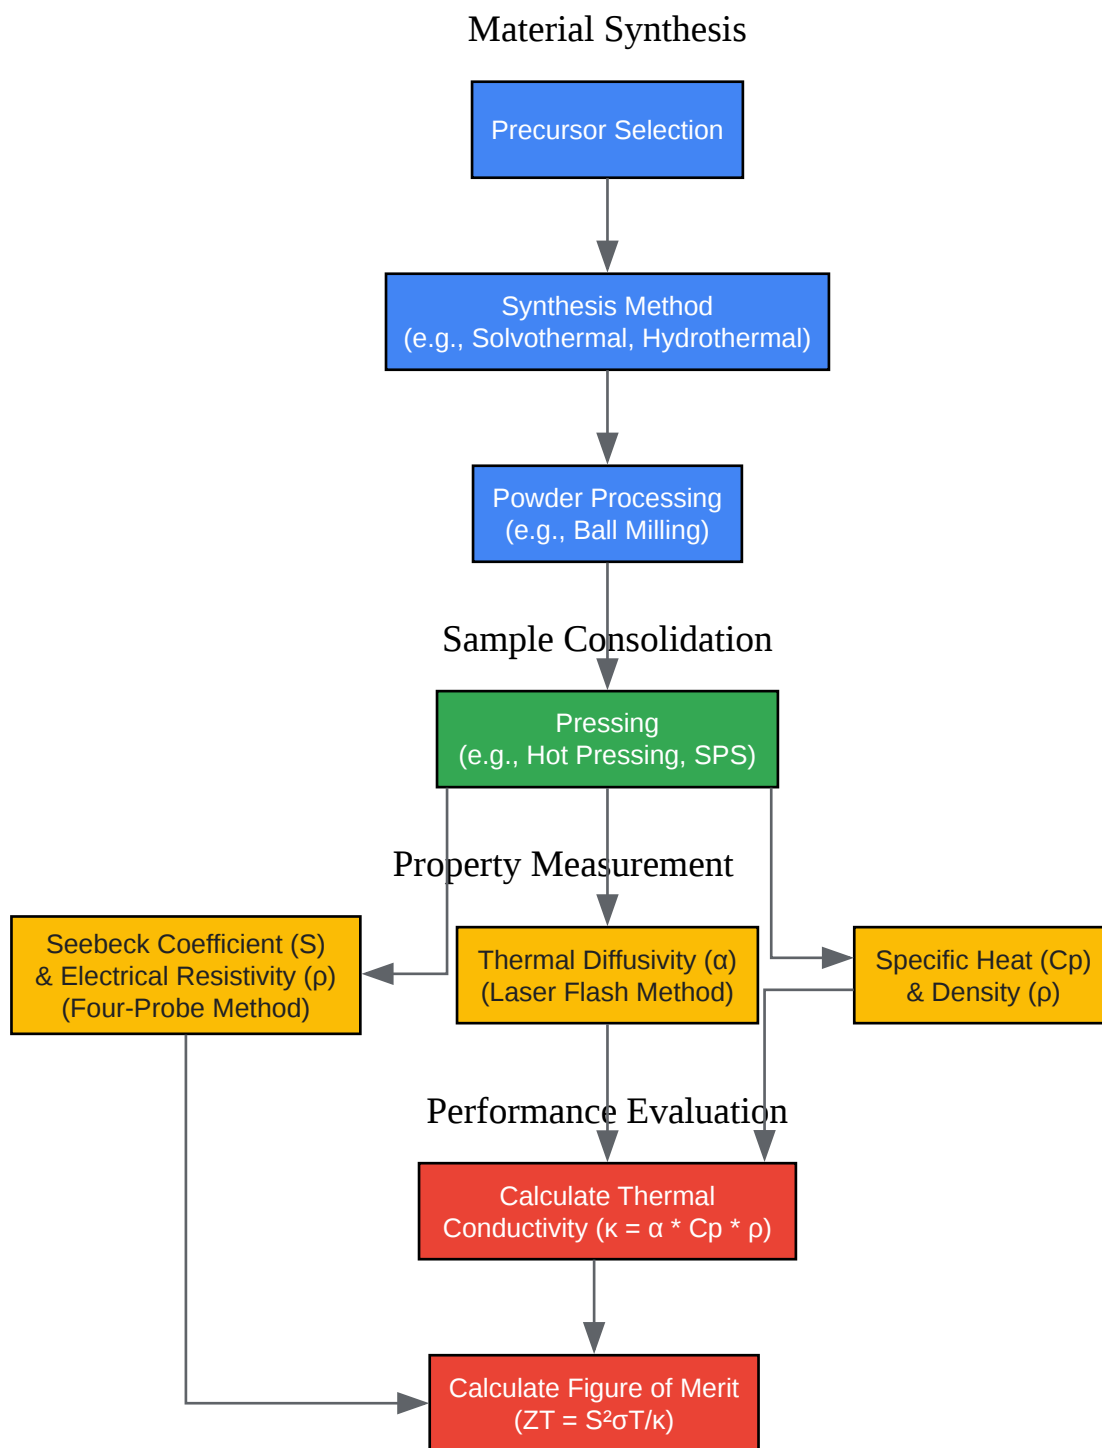 Material Synthesis
Precursor Selection
Synthesis Method
(e.g., Solvothermal, Hydrothermal)
Powder Processing
(e.g., Ball Milling)
Sample Consolidation
Pressing
(e.g., Hot Pressing, SPS)
Property Measurement
Seebeck Coefficient (S)
& Electrical Resistivity (ρ)
(Four-Probe Method)
Thermal Diffusivity (α)
(Laser Flash Method)
Specific Heat (Cp)
& Density (ρ)
Performance Evaluation
Calculate Thermal
Conductivity (κ = α * Cp * ρ)
Calculate Figure of Merit
(ZT = S²σT/κ)